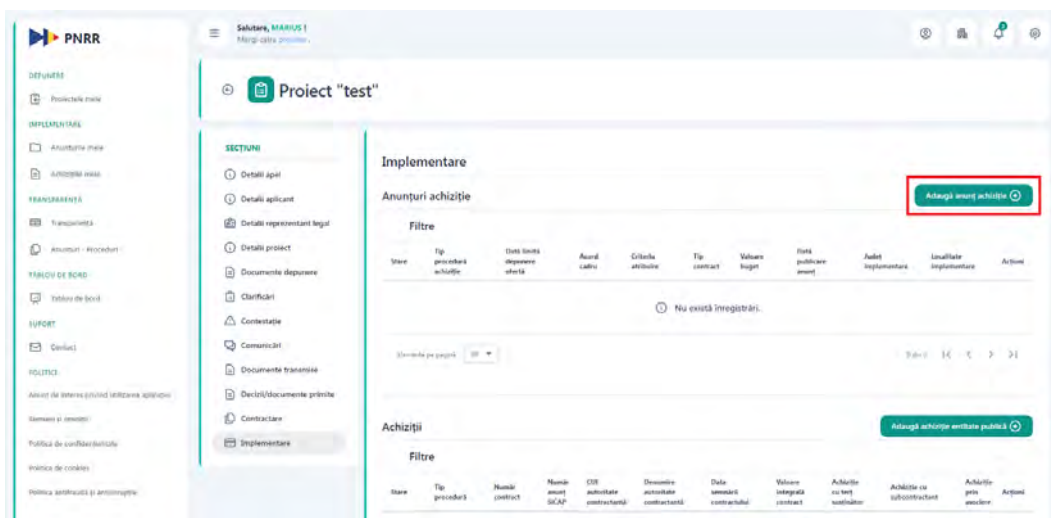 PNRR
Salutare, MARIUS !
Mergi către
DEPUNERE
Proiectele mele
IMPLEMENTARE
Anunțurile mele
Achizițiile mele
TRANSPARENȚĂ
Transparență
Anunțuri - Proceduri -
TABLOU DE BORD
Tablou de bord
SUPORT
Contact
POLITICI
Anunț de interes privind utilizarea aplicației
Termeni și condiții
Politica de confidențialitate
Politica de cookies
Politica antifraudă și anticorupție
Proiect "test"
SECȚIUNI
Detalii apel
Detalii aplicant
Detalii reprezentant legal
Detalii proiect
Documente depunere
Clarificări
Contestație
Comunicări
Documente transmise
Decizii/documente primite
Contractare
Implementare
Implementare
Anunțuri achiziție
Adaugă anunț achiziție
Filtre
Stare
Tip procedură achiziție
Dată limită depunere ofertă
Acord cadru
Criteriu atribuire
Tip contract
Valoare buget
Dată publicare anunț
Județ implementare
Localitate implementare
Acțiuni
Nu există înregistrări.
Elemente pe pagină
10
Achiziții
Adaugă achiziție entitate publică
Filtre
Stare
Tip procedură
Număr contract
Număr anunț SICAP
CUI autoritate contractantă
Denumire autoritate contractantă
Data semnării contractului
Valoare integrală contract
Achiziție cu terț susținător
Achiziție cu subcontractant
Achiziție prin asociere
Acțiuni